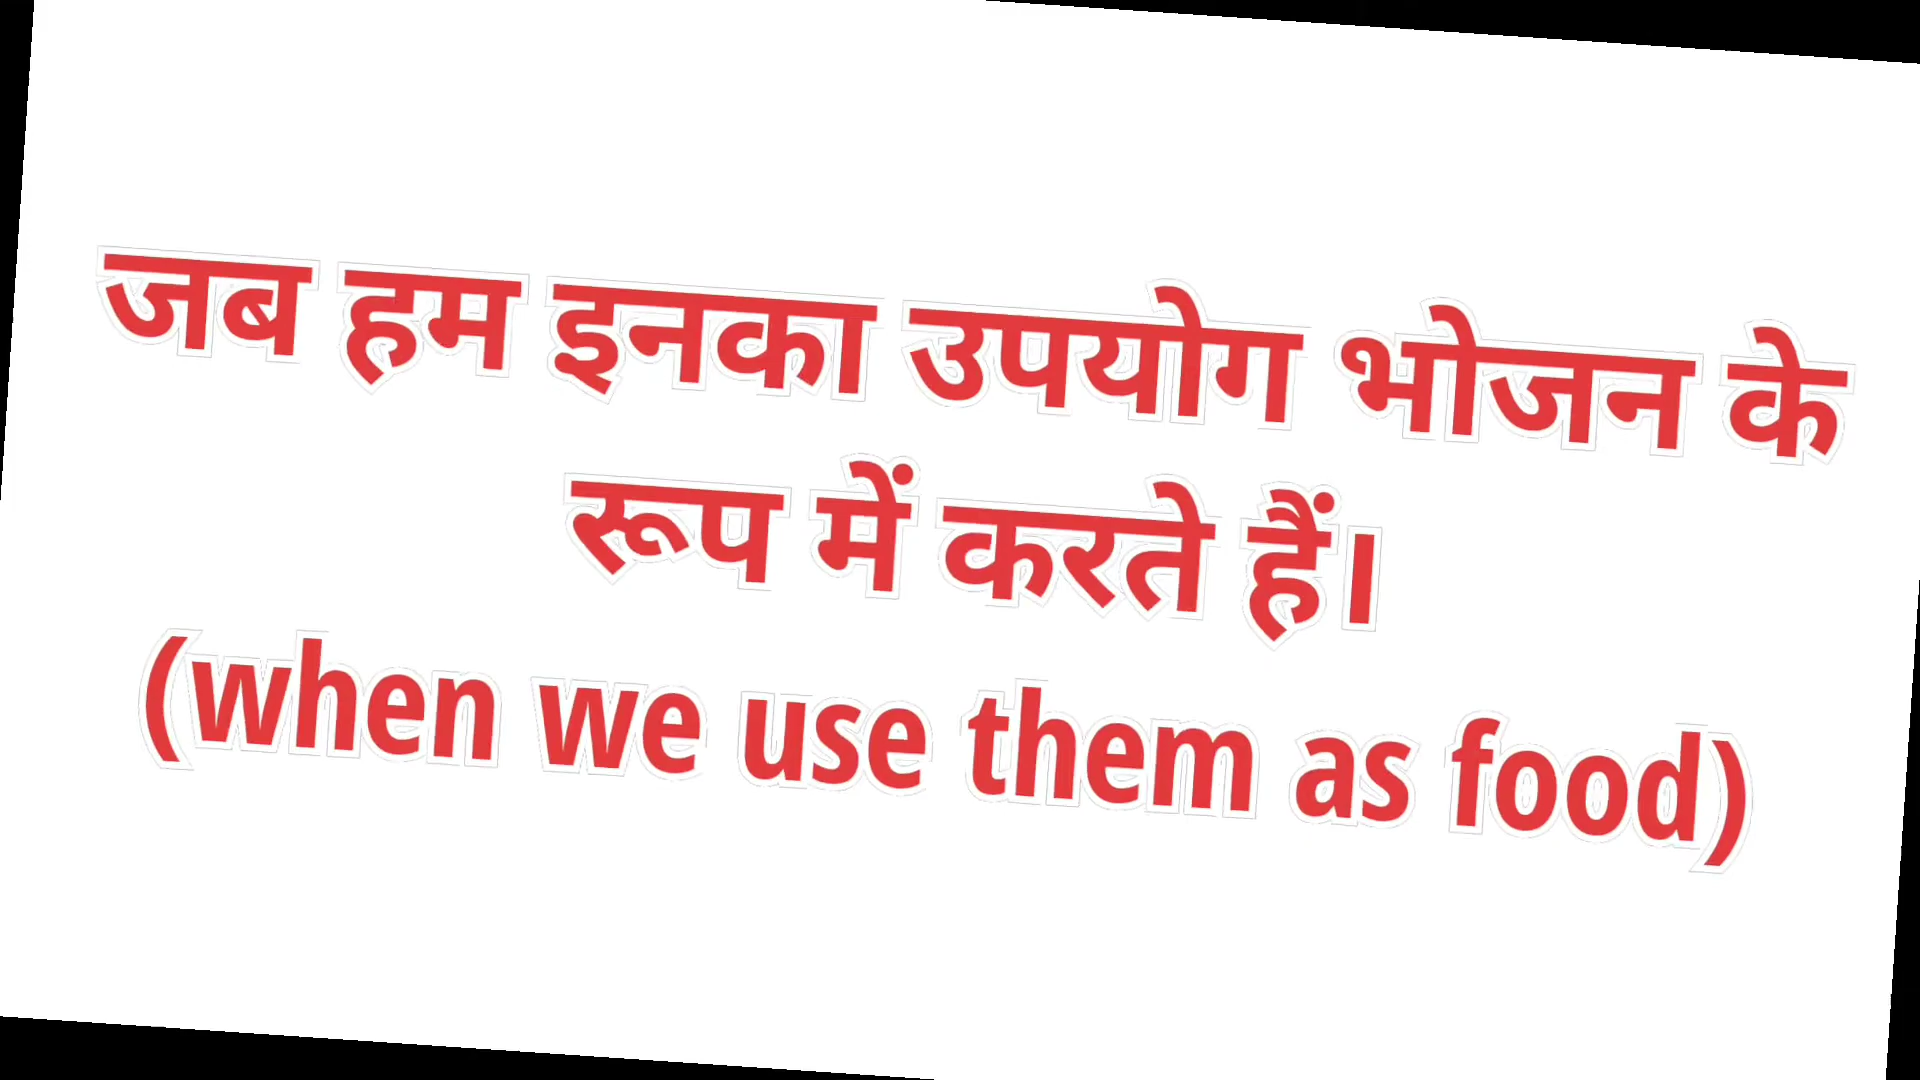 जब हम इनका उपयोग भोजन के
रूप में करते हैं।
(when we use them as food)